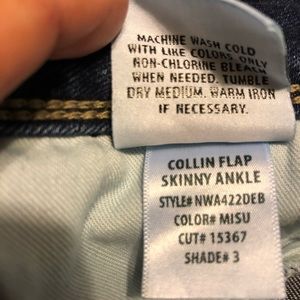 MACHINE WASH COLD
WITH LIKE COLORS. ONLY
NON-CHLORINE BLEACH
WHEN NEEDED. TUMBLE
DRY MEDIUM. WARM IRON
IF NECESSARY.
COLLIN FLAP
SKINNY ANKLE
STYLE# NWA422DEB
COLOR# MISU
CUT# 15367
SHADE# 3